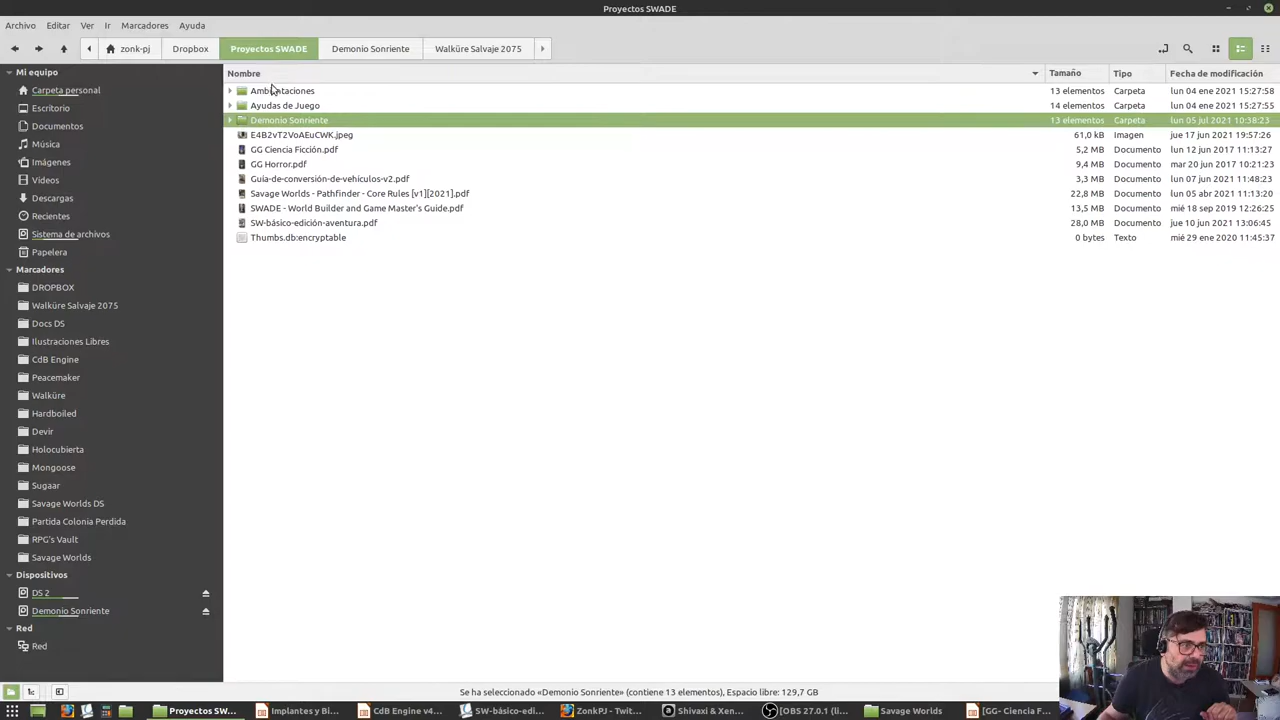 Proyectos SWADE
Archivo Editar Ver Ir Marcadores Ayuda
zonk-pj Dropbox Proyectos SWADE Demonio Sonriente Walküre Salvaje 2075
Mi equipo
Carpeta personal
Escritorio
Documentos
Música
Imágenes
Vídeos
Descargas
Recientes
Sistema de archivos
Papelera
Marcadores
DROPBOX
Walküre Salvaje 2075
Docs DS
Ilustraciones Libres
CdB Engine
Peacemaker
Walküre
Hardboiled
Devir
Holocubierta
Mongoose
Sugaar
Savage Worlds DS
Partida Colonia Perdida
RPG's Vault
Savage Worlds
Dispositivos
DS 2
Demonio Sonriente
Red
Red
Nombre Tamaño Tipo Fecha de modificación
Ambientaciones 13 elementos Carpeta lun 04 ene 2021 15:27:58
Ayudas de Juego 14 elementos Carpeta lun 04 ene 2021 15:27:55
Demonio Sonriente 13 elementos Carpeta lun 05 jul 2021 10:38:23
E4B2vT2VoAEuCWK.jpeg 61,0 kB Imagen jue 17 jun 2021 19:57:26
GG Ciencia Ficción.pdf 5,2 MB Documento lun 12 jun 2017 11:13:27
GG Horror.pdf 9,4 MB Documento mar 20 jun 2017 10:21:23
Guía-de-conversión-de-vehículos-v2.pdf 3,3 MB Documento lun 07 jun 2021 11:48:23
Savage Worlds - Pathfinder - Core Rules [v1][2021].pdf 22,8 MB Documento lun 05 abr 2021 11:13:20
SWADE - World Builder and Game Master's Guide.pdf 13,5 MB Documento mié 18 sep 2019 12:26:25
SW-básico-edición-aventura.pdf 28,0 MB Documento jue 10 jun 2021 13:06:45
Thumbs.db:encryptable 0 bytes Texto mié 29 ene 2020 11:45:37
Se ha seleccionado «Demonio Sonriente» (contiene 13 elementos), Espacio libre: 129,7 GB
Proyectos SW... Implantes y Bi... CdB Engine v4... SW-básico-edi... ZonkPJ - Twit... Shivaxi & Xen... [OBS 27.0.1 (li... Savage Worlds [GG- Ciencia F...